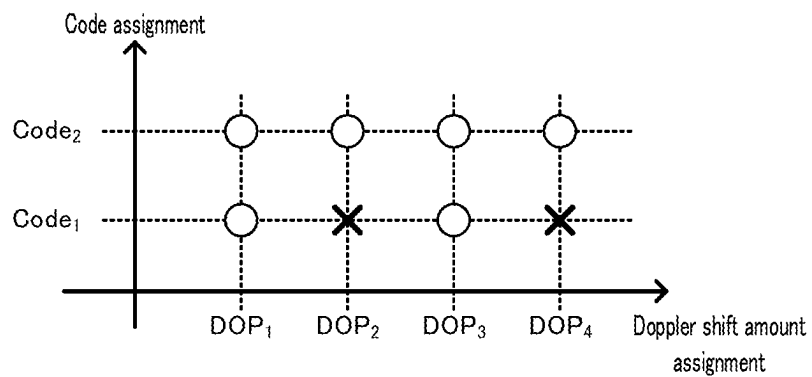 Code assignment
Code₂
Code₁
DOP₁ DOP₂ DOP₃ DOP₄
Doppler shift amount
assignment